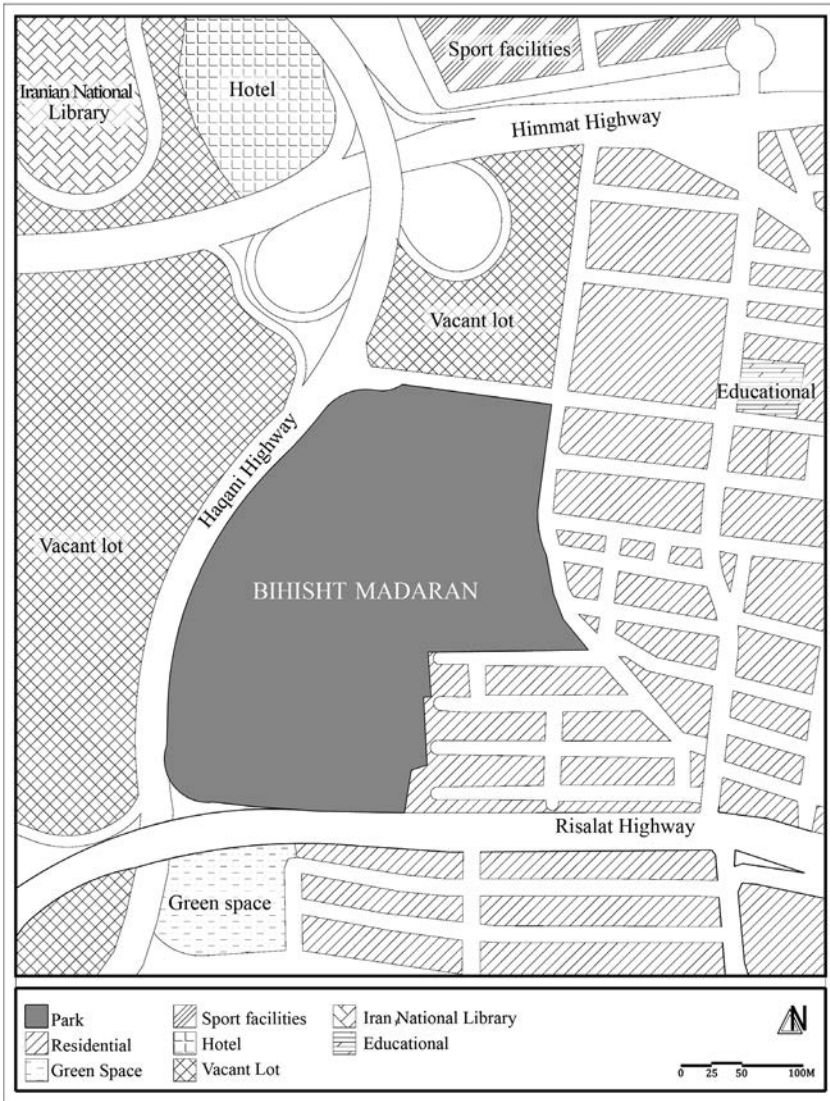 Sport facilities
Iranian National
Library
Hotel
Himmat Highway
Vacant lot
Educational
Haqani Highway
Vacant lot
BIHISHT MADARAN
Risalat Highway
Green space
Park
Sport facilities
Iran National Library
Residential
Hotel
Educational
Green Space
Vacant Lot
N
0 25 50 100M